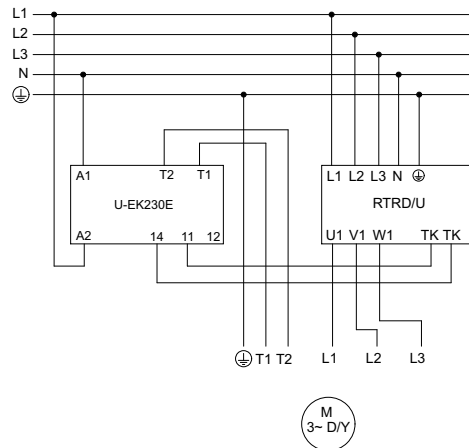 L1
L2
L3
N
A1 T2 T1
U-EK230E
A2 14 11 12
L1 L2 L3 N
RTRD/U
U1 V1 W1 TK TK
T1 T2 L1 L2 L3
M
3~ D/Y